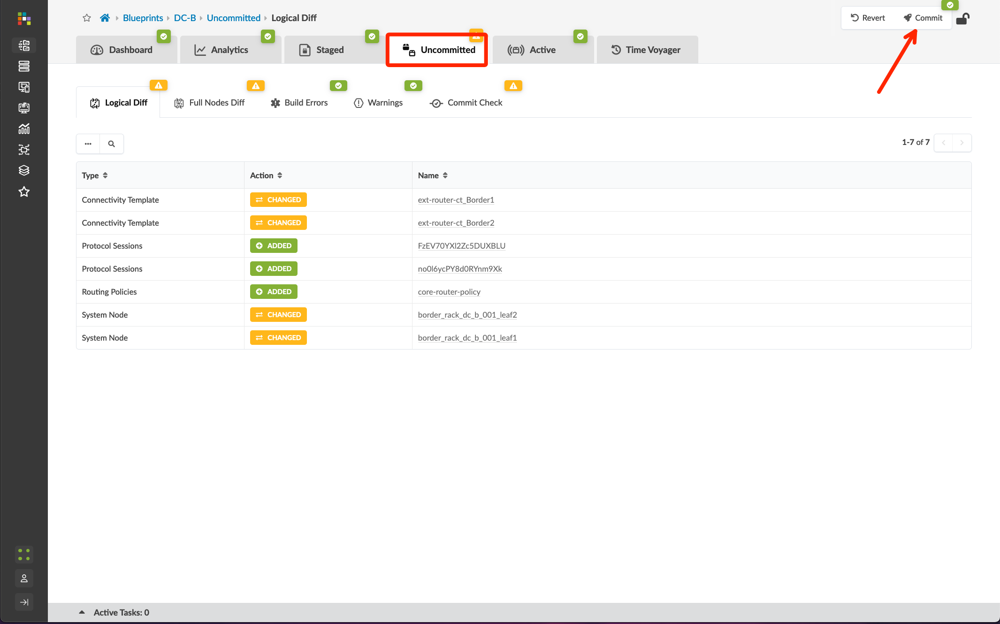 Blueprints DC-B Uncommitted Logical Diff
Revert Commit
Dashboard Analytics Staged Uncommitted Active Time Voyager
Logical Diff Full Nodes Diff Build Errors Warnings Commit Check
1-7 of 7
Type Action Name
Connectivity Template CHANGED ext-router-ct_Border1
Connectivity Template CHANGED ext-router-ct_Border2
Protocol Sessions ADDED FzEV70YXl2Zc5DUXBLU
Protocol Sessions ADDED no0l6ycPY8d0RYnm9Xk
Routing Policies ADDED core-router-policy
System Node CHANGED border_rack_dc_b_001_leaf2
System Node CHANGED border_rack_dc_b_001_leaf1
Active Tasks: 0